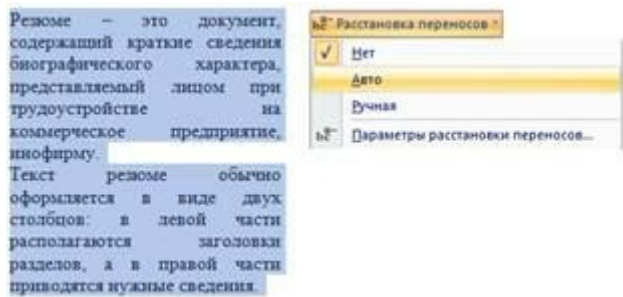 Резюме – это документ,
содержащий краткие сведения
биографического характера,
представляемый лицом при
трудоустройстве на
коммерческое предприятие,
инофирму.
Текст резюме обычно
оформляется в виде двух
столбцов: в левой части
располагаются заголовки
разделов, а в правой части
приводятся нужные сведения.
Расстановка переносов
Нет
Авто
Ручная
Параметры расстановки переносов...